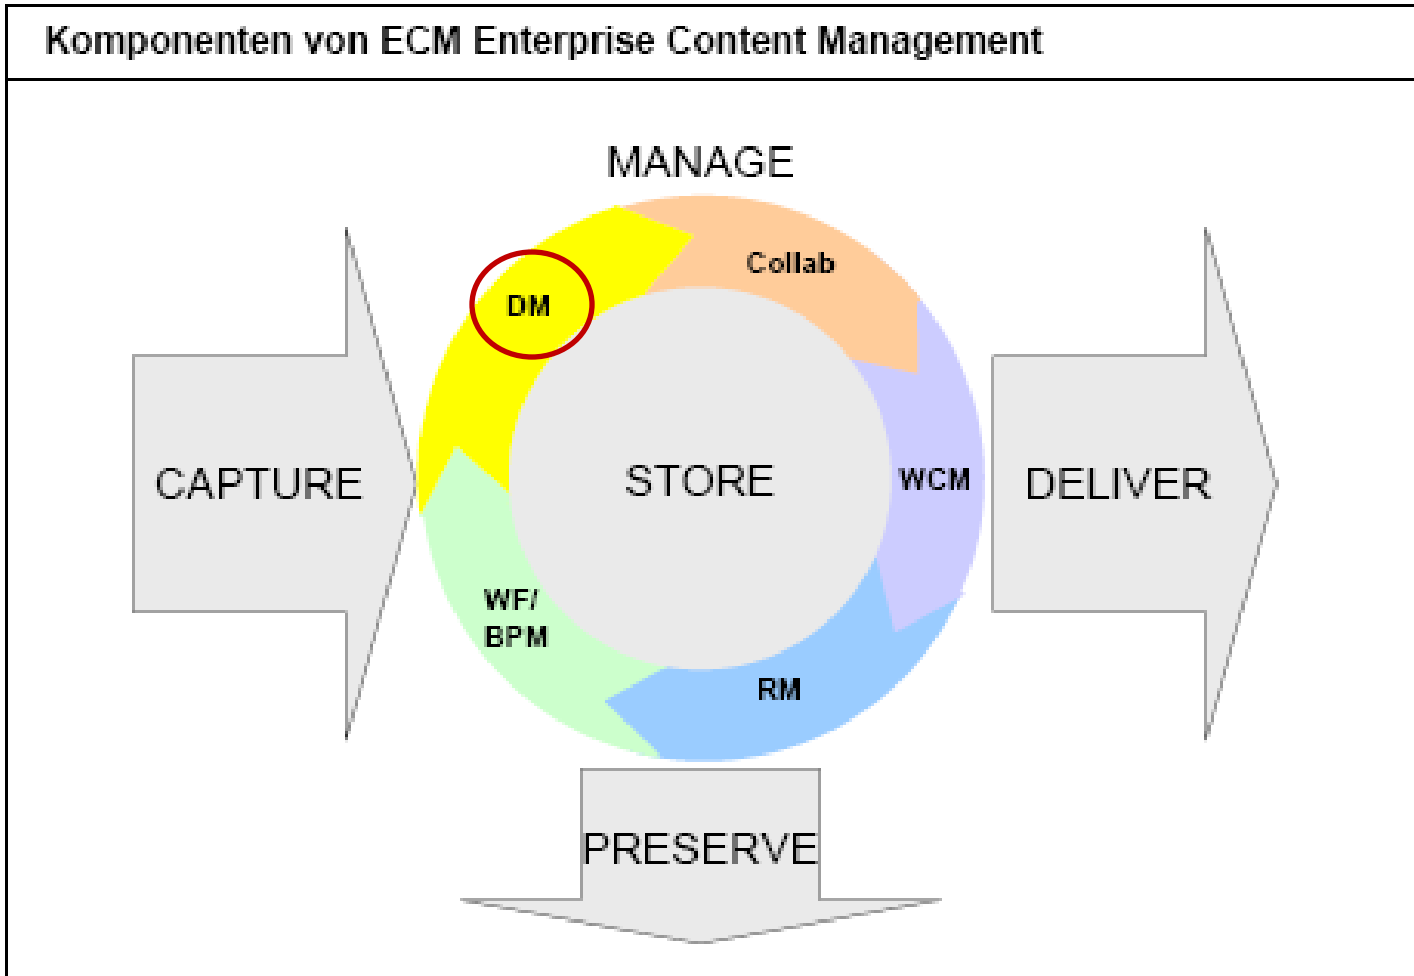 Komponenten von ECM Enterprise Content Management
MANAGE
Collab
DM
CAPTURE
STORE
WCM
DELIVER
WF/
BPM
RM
PRESERVE